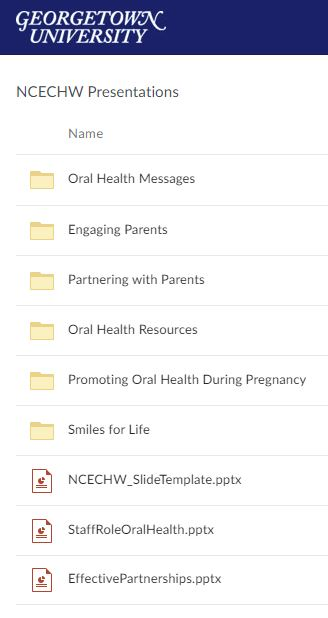 GEORGETOWN
UNIVERSITY
NCECHW Presentations
Name
Oral Health Messages
Engaging Parents
Partnering with Parents
Oral Health Resources
Promoting Oral Health During Pregnancy
Smiles for Life
NCECHW_SlideTemplate.pptx
StaffRoleOralHealth.pptx
EffectivePartnerships.pptx